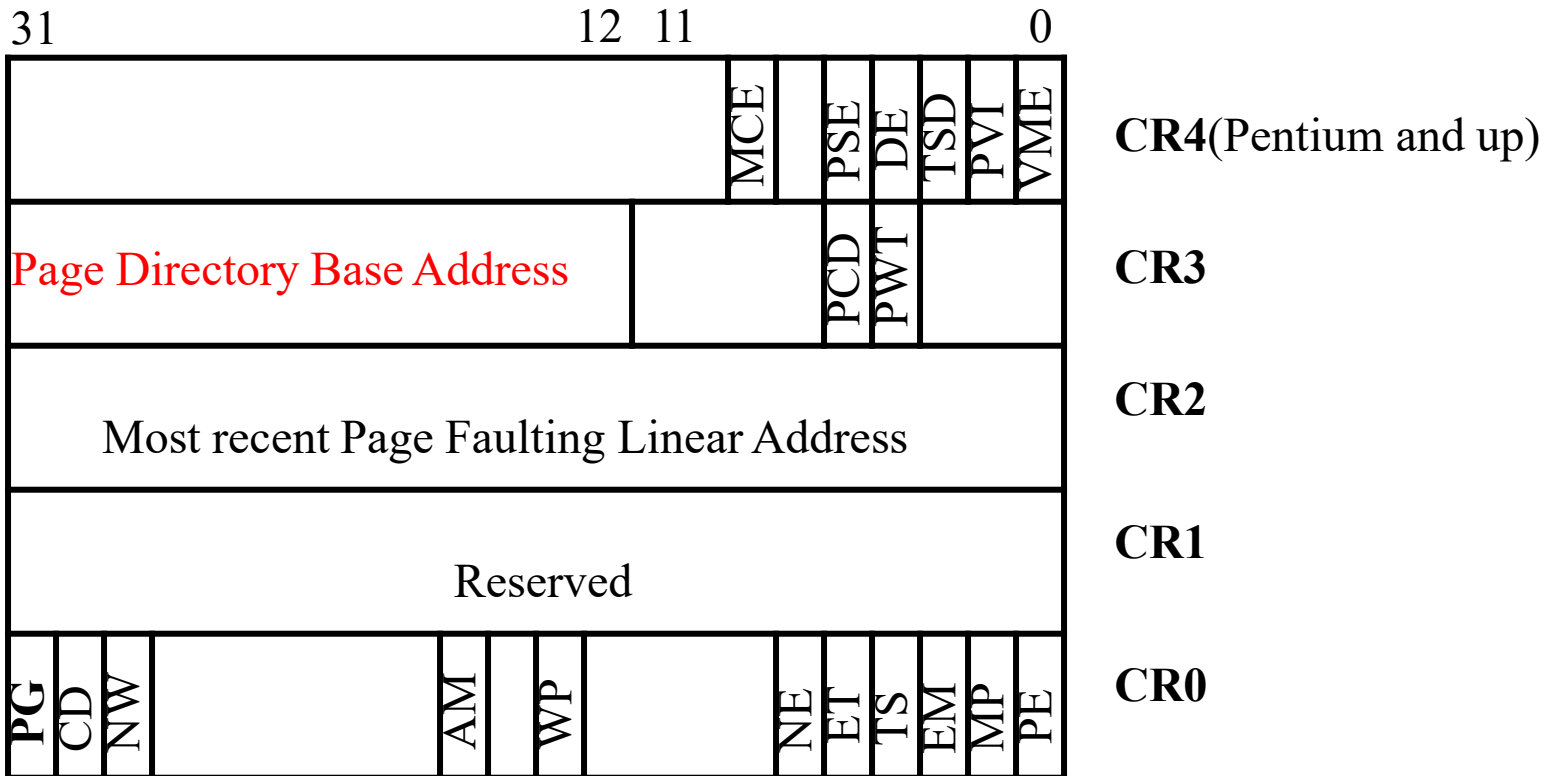 31 12 11 0
MCE PSE DE TSD PVI VME CR4(Pentium and up)
Page Directory Base Address PCD PWT CR3
Most recent Page Faulting Linear Address CR2
Reserved CR1
PG CD NW AM WP NE ET TS EM MP PE CR0